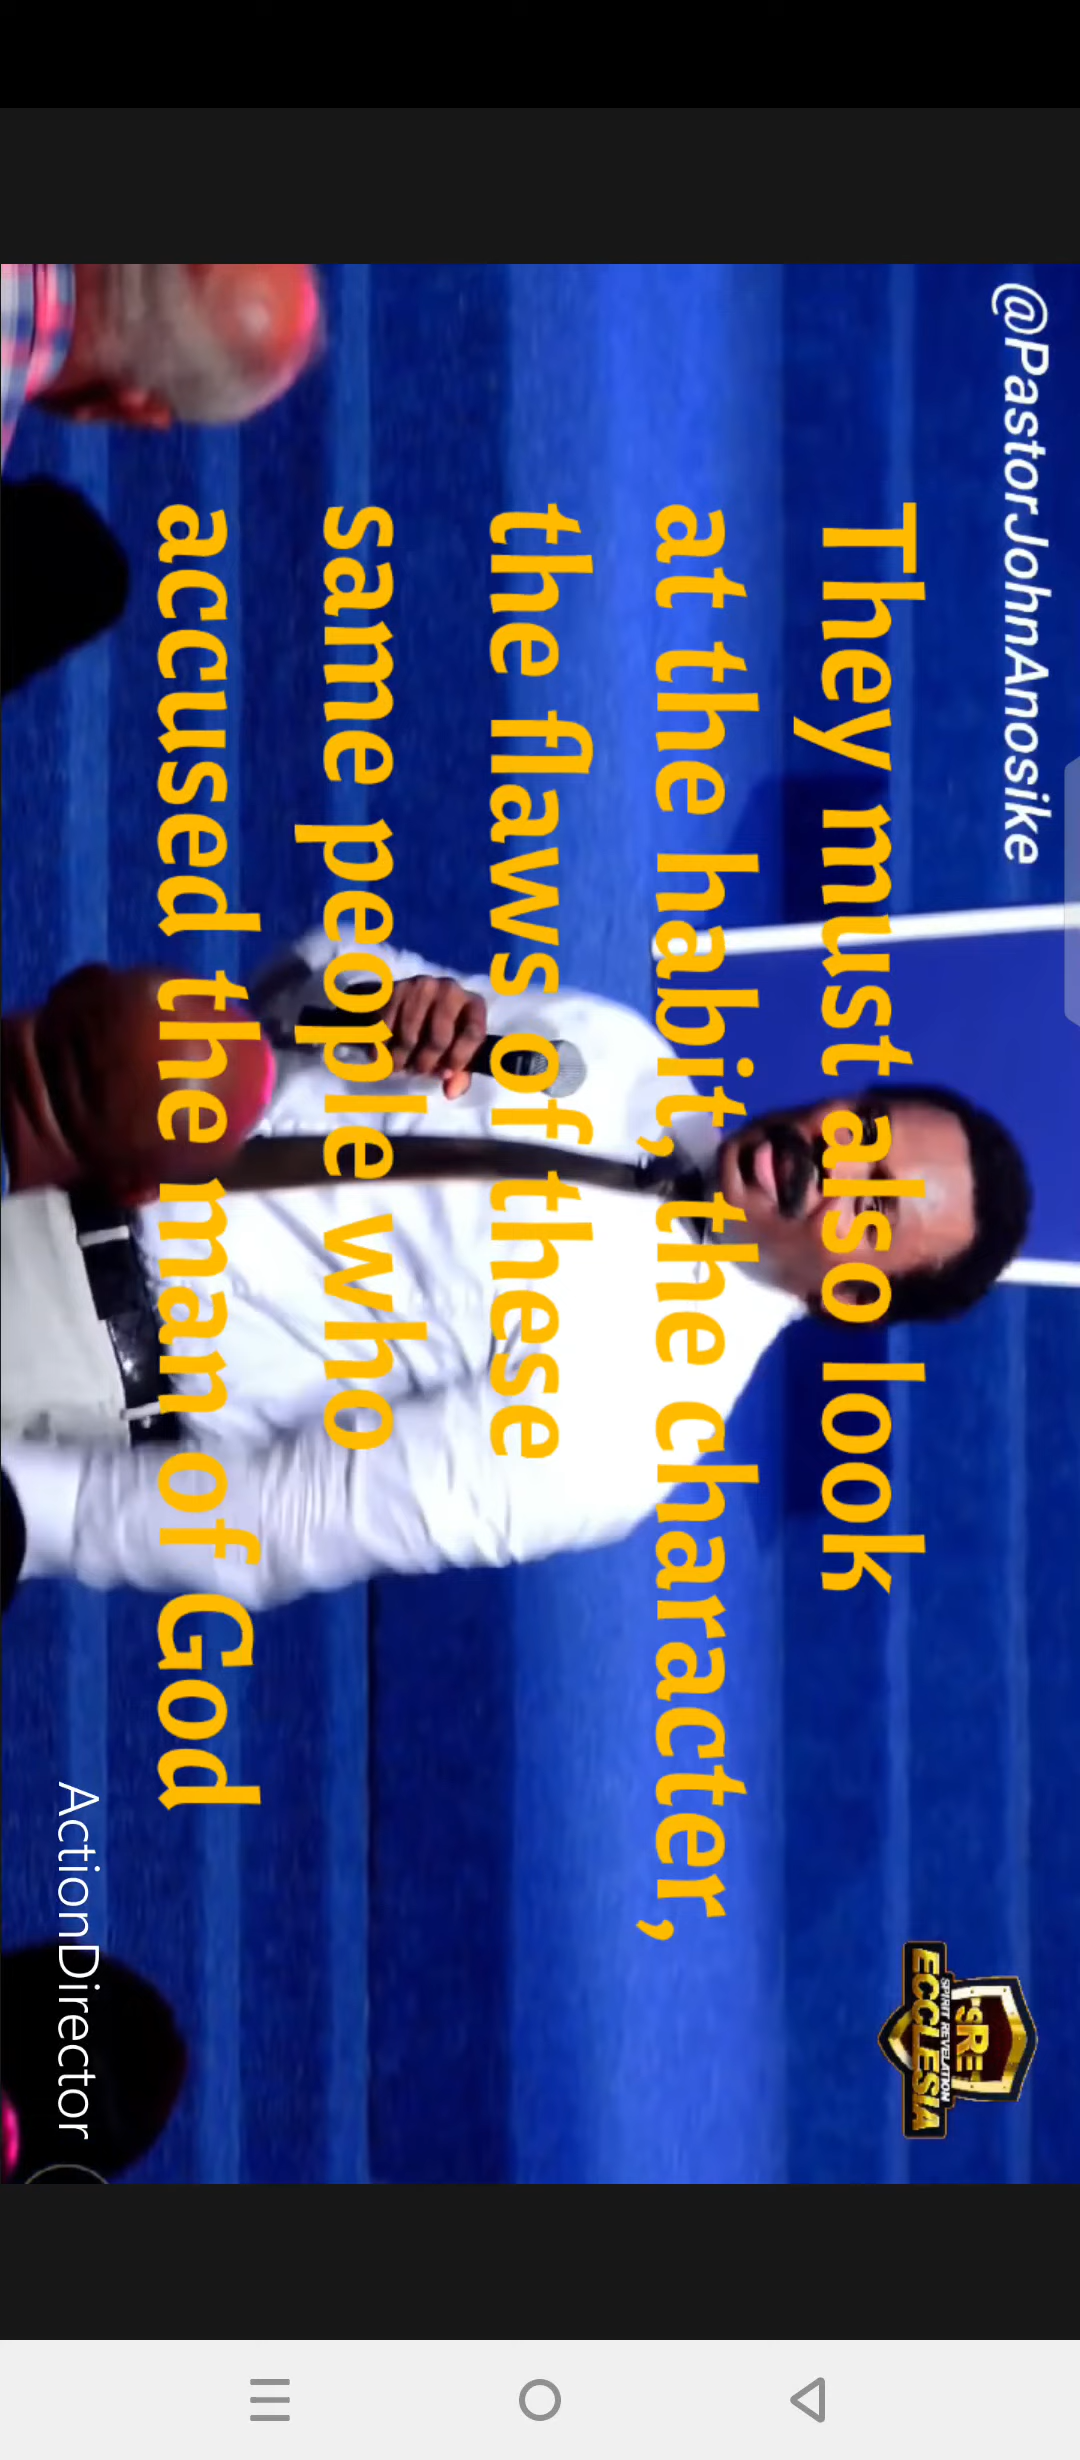 @PastorJohnAnosike
They must also look
at the habit, the character,
the flaws of these
same people who
accused the man of God
SRE
SPIRIT REVELATION
ECCLESIA
ActionDirector